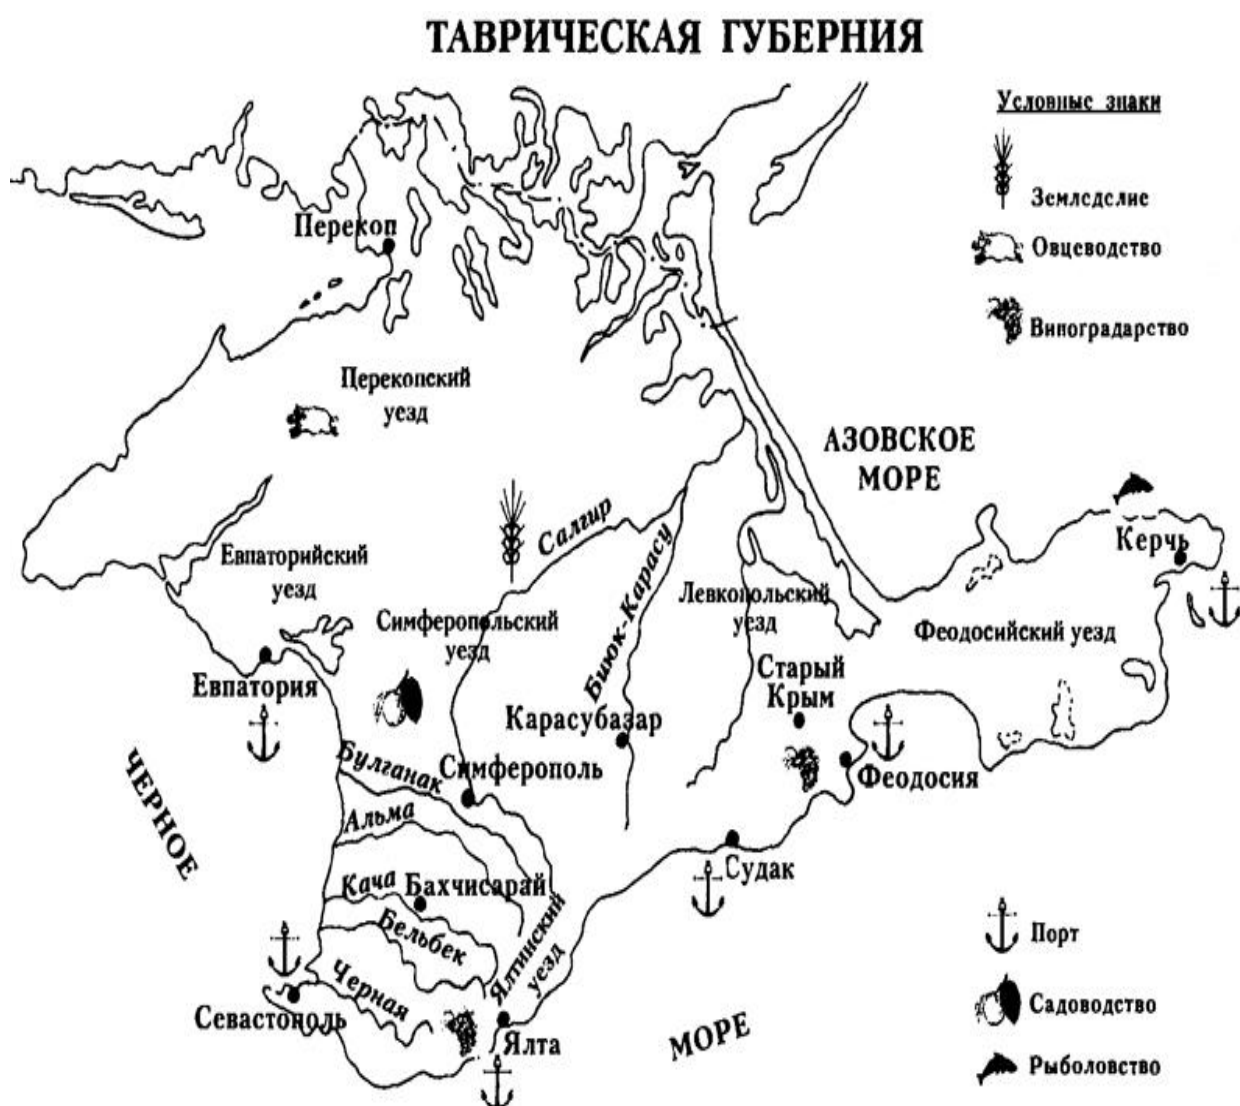 ТАВРИЧЕСКАЯ ГУБЕРНИЯ
Условные знаки
Земледелие
Овцеводство
Виноградарство
Перекоп
Перекопский
уезд
АЗОВСКОЕ
МОРЕ
Керчь
Салгир
Биюк-Карасу
Евпаторийский
уезд
Симферопольский
уезд
Левкопольский
уезд
Феодосийский уезд
Евпатория
Старый
Крым
Карасубазар
Феодосия
ЧЕРНОЕ
Булганак
Симферополь
Альма
Судак
Кача
Бахчисарай
Бельбек
Ялтинский
уезд
Черная
Севастополь
Ялта
МОРЕ
Порт
Садоводство
Рыболовство